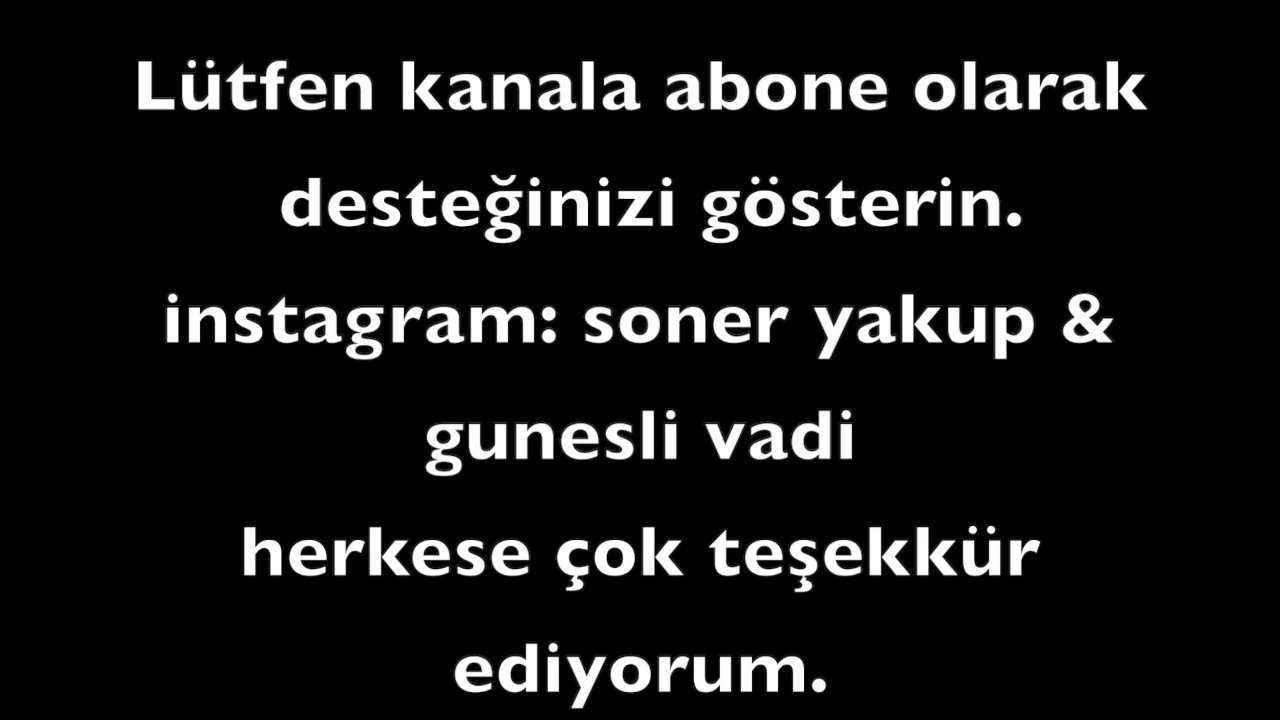 Lütfen kanala abone olarak
desteğinizi gösterin.
instagram: soner yakup &
gunesli vadi
herkese çok teşekkür
ediyorum.